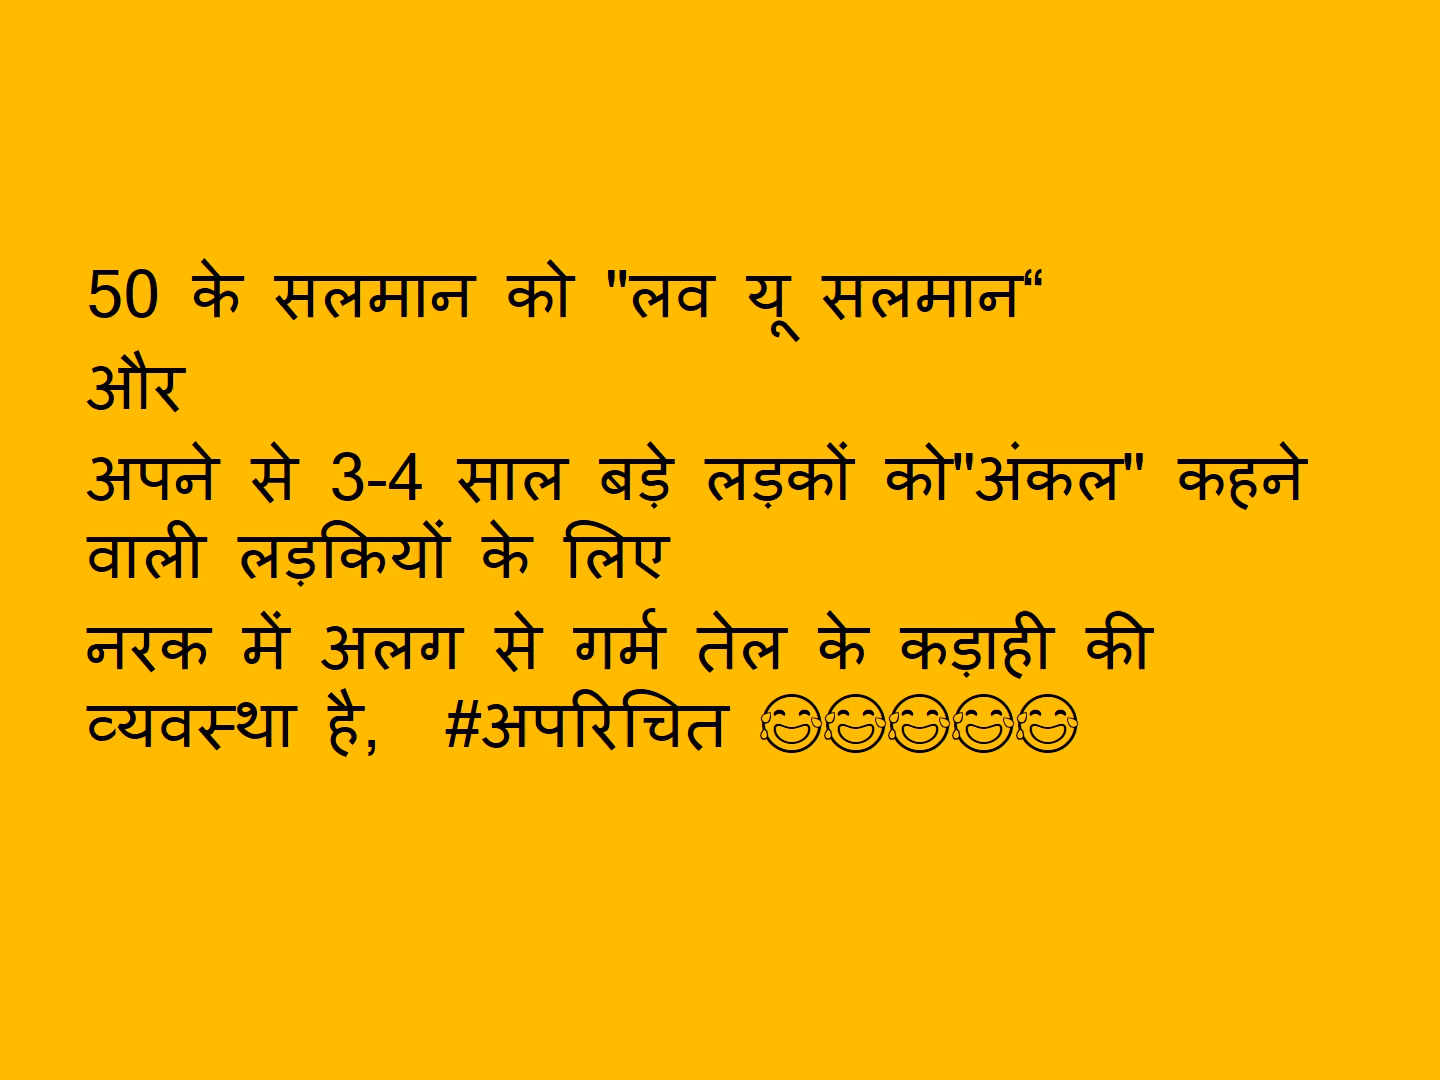 50 के सलमान को "लव यू सलमान“
और
अपने से 3-4 साल बड़े लड़कों को"अंकल" कहने
वाली लड़कियों के लिए
नरक में अलग से गर्म तेल के कड़ाही की
व्यवस्था है, #अपरिचित 😂😂😂😂😂